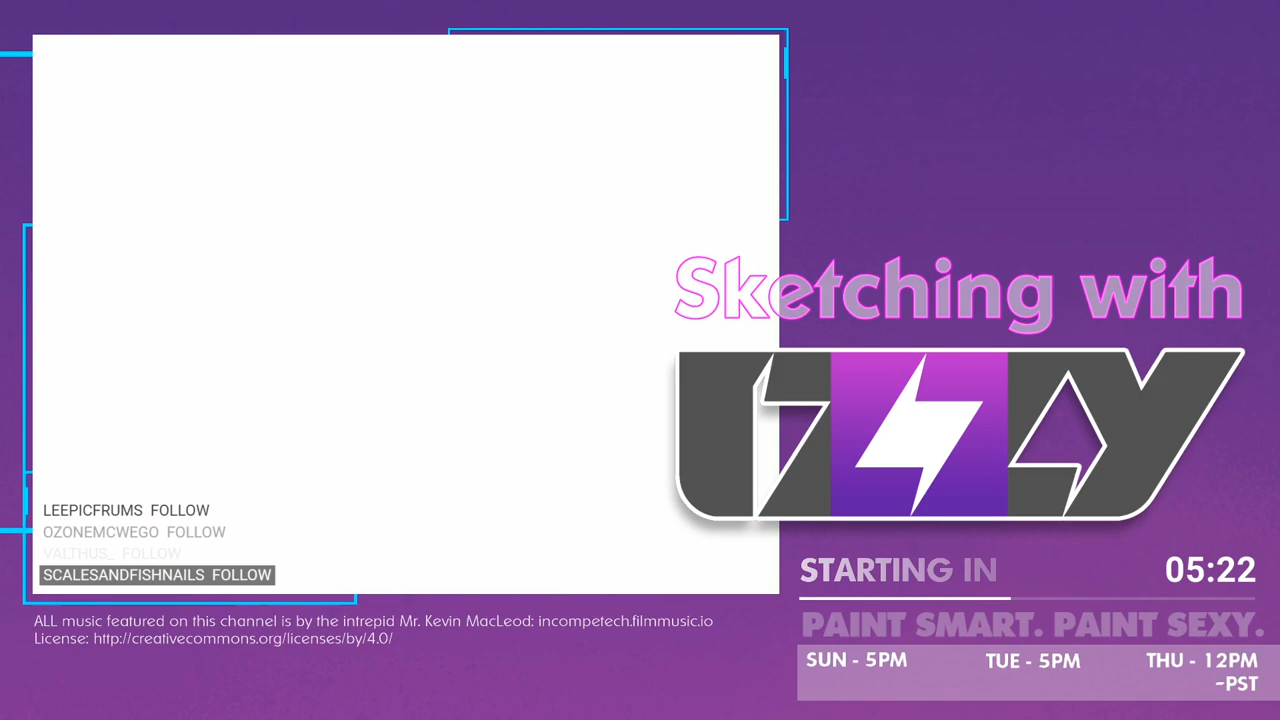 Sketching with
IZZY
LEEPICFRUMS FOLLOW
OZONEMCWEGO FOLLOW
VALTHUS_ FOLLOW
SCALESANDFISHNAILS FOLLOW
STARTING IN 05:22
ALL music featured on this channel is by the intrepid Mr. Kevin MacLeod: incompetech.filmmusic.io
License: http://creativecommons.org/licenses/by/4.0/
PAINT SMART. PAINT SEXY.
SUN - 5PM TUE - 5PM THU - 12PM
~PST